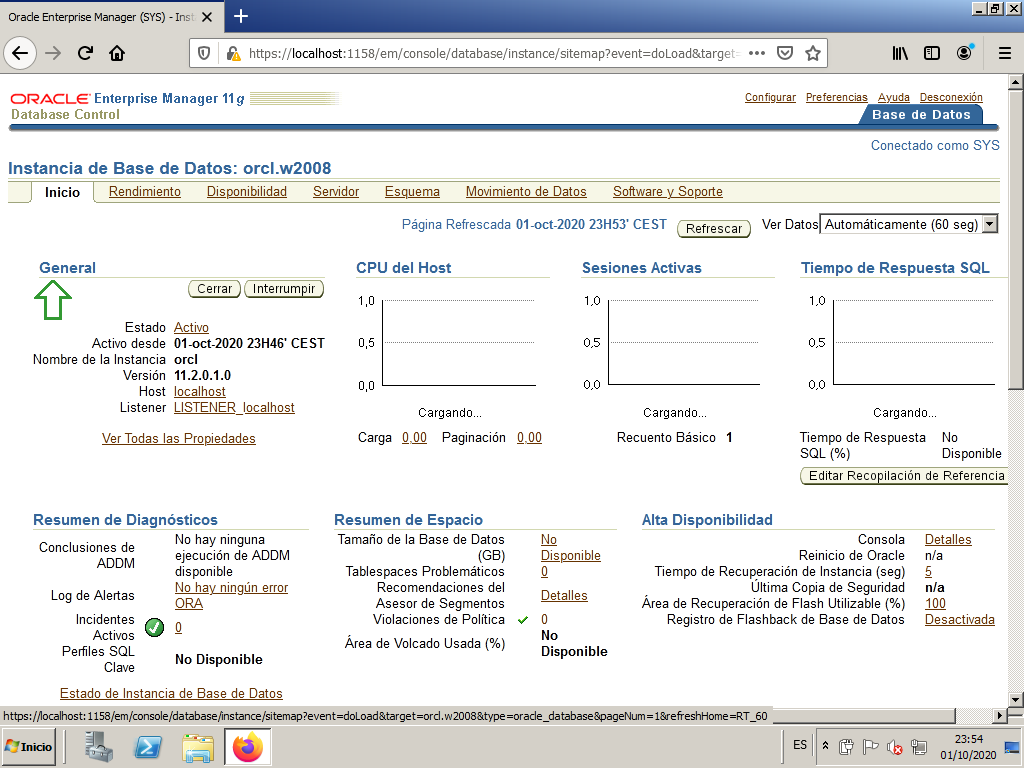 Oracle Enterprise Manager (SYS) - Inst
https://localhost:1158/em/console/database/instance/sitemap?event=doLoad&target=
ORACLE Enterprise Manager 11g
Database Control
Configurar Preferencias Ayuda Desconexión
Base de Datos
Conectado como SYS
Instancia de Base de Datos: orcl.w2008
Inicio Rendimiento Disponibilidad Servidor Esquema Movimiento de Datos Software y Soporte
Página Refrescada 01-oct-2020 23H53' CEST Refrescar Ver Datos Automáticamente (60 seg)
General
Cerrar Interrumpir
Estado Activo
Activo desde 01-oct-2020 23H46' CEST
Nombre de la Instancia orcl
Versión 11.2.0.1.0
Host localhost
Listener LISTENER_localhost
Ver Todas las Propiedades
CPU del Host
1,0
0,5
0,0
Cargando...
Carga 0,00 Paginación 0,00
Sesiones Activas
1,0
0,5
0,0
Cargando...
Recuento Básico 1
Tiempo de Respuesta SQL
1,0
0,5
0,0
Cargando...
Tiempo de Respuesta No
SQL (%) Disponible
Editar Recopilación de Referencia
Resumen de Diagnósticos
Conclusiones de
ADDM
No hay ninguna
ejecución de ADDM
disponible
Log de Alertas
No hay ningún error
ORA
Incidentes
Activos
0
Perfiles SQL
Clave
No Disponible
Estado de Instancia de Base de Datos
Resumen de Espacio
Tamaño de la Base de Datos No
(GB) Disponible
Tablespaces Problemáticos 0
Recomendaciones del
Asesor de Segmentos
Detalles
Violaciones de Política 0
Área de Volcado Usada (%)
No
Disponible
Alta Disponibilidad
Consola Detalles
Reinicio de Oracle n/a
Tiempo de Recuperación de Instancia (seg) 5
Última Copia de Seguridad n/a
Área de Recuperación de Flash Utilizable (%) 100
Registro de Flashback de Base de Datos Desactivada
https://localhost:1158/em/console/database/instance/sitemap?event=doLoad&target=orcl.w2008&type=oracle_database&pageNum=1&refreshHome=RT_60
Inicio
ES
23:54
01/10/2020